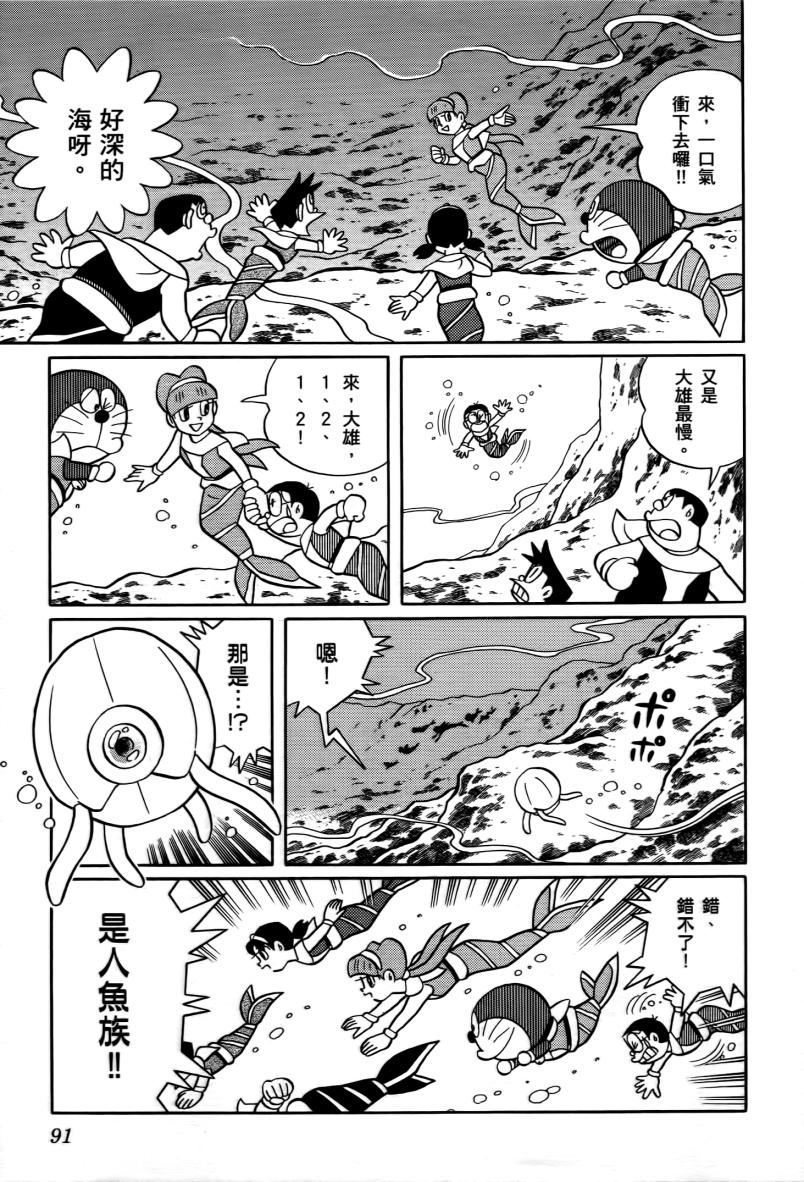 來，一口氣
衝下去囉!!
好深的
海呀。
又是
大雄最慢。
來，大雄，
1、2、
1、2！
嗯！
ポポ
那是…!?
錯、
錯不了！
是人魚族!!
91